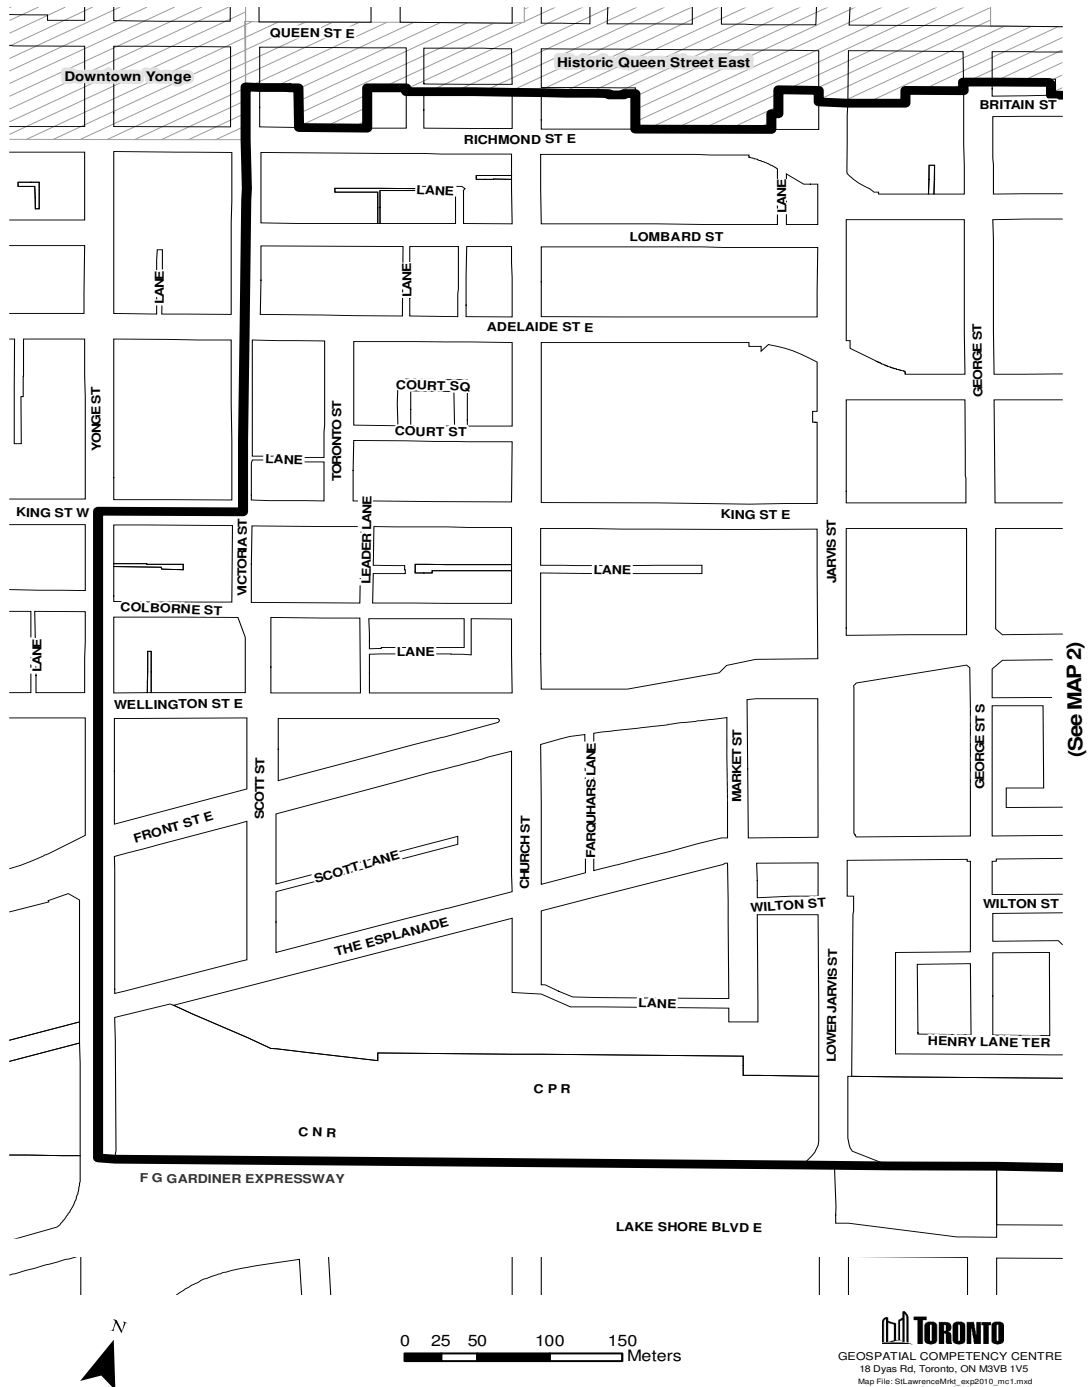 QUEEN ST E
Historic Queen Street East
Downtown Yonge
BRITAIN ST
RICHMOND ST E
LANE
LANE
LOMBARD ST
LANE
LANE
ADELAIDE ST E
GEORGE ST
COURT SQ
YONGE ST
TORONTO ST
COURT ST
LANE
KING ST W
KING ST E
LEADER LANE
VICTORIA ST
JARVIS ST
LANE
COLBORNE ST
LANE
LANE
(See MAP 2)
WELLINGTON ST E
GEORGE ST S
MARKET ST
SCOTT ST
FARQUHARS LANE
FRONT ST E
CHURCH ST
SCOTT LANE
WILTON ST
WILTON ST
THE ESPLANADE
LANE
LOWER JARVIS ST
HENRY LANE TER
C P R
C N R
F G GARDINER EXPRESSWAY
LAKE SHORE BLVD E
N
0 25 50 100 150
Meters
TORONTO
GEOSPATIAL COMPETENCY CENTRE
18 Dyas Rd, Toronto, ON M3VB 1V5
Map File: StLawrenceMrkt_exp2010_mc1.mxd